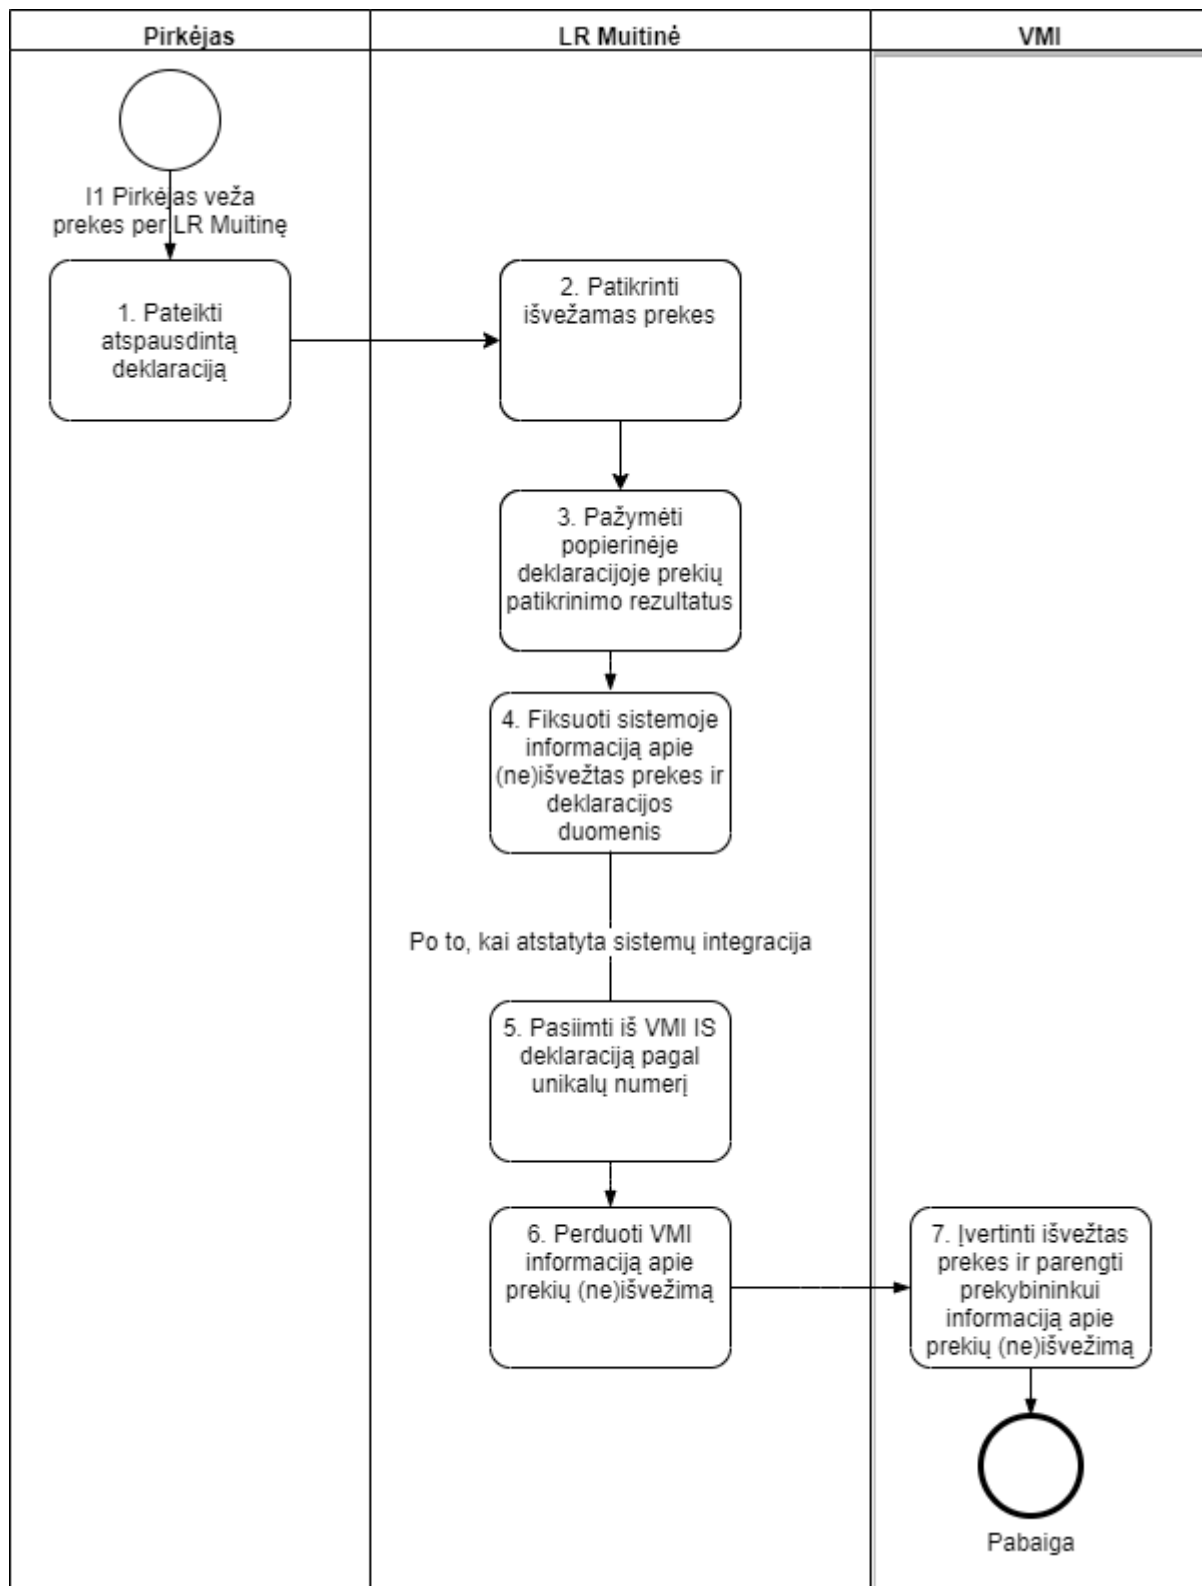 Pirkėjas
LR Muitinė
VMI
I1 Pirkėjas veža
prekes per LR Muitinę
1. Pateikti
atspausdintą
deklaraciją
2. Patikrinti
išvežamas prekes
3. Pažymėti
popierinėje
deklaracijoje prekių
patikrinimo rezultatus
4. Fiksuoti sistemoje
informaciją apie
(ne)išvežtas prekes ir
deklaracijos
duomenis
Po to, kai atstatyta sistemų integracija
5. Pasiimti iš VMI IS
deklaraciją pagal
unikalų numerį
6. Perduoti VMI
informaciją apie
prekių (ne)išvežimą
7. Įvertinti išvežtas
prekes ir parengti
prekybininkui
informaciją apie
prekių (ne)išvežimą
Pabaiga